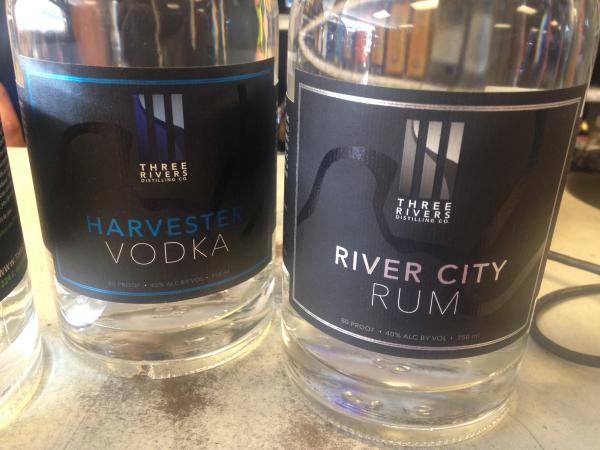 THREE
RIVERS
DISTILLING CO.
HARVESTER
VODKA
80 PROOF • 40% ALC BY VOL • 750 ml
THREE
RIVERS
DISTILLING CO.
RIVER CITY
RUM
80 PROOF • 40% ALC BY VOL • 750 ml